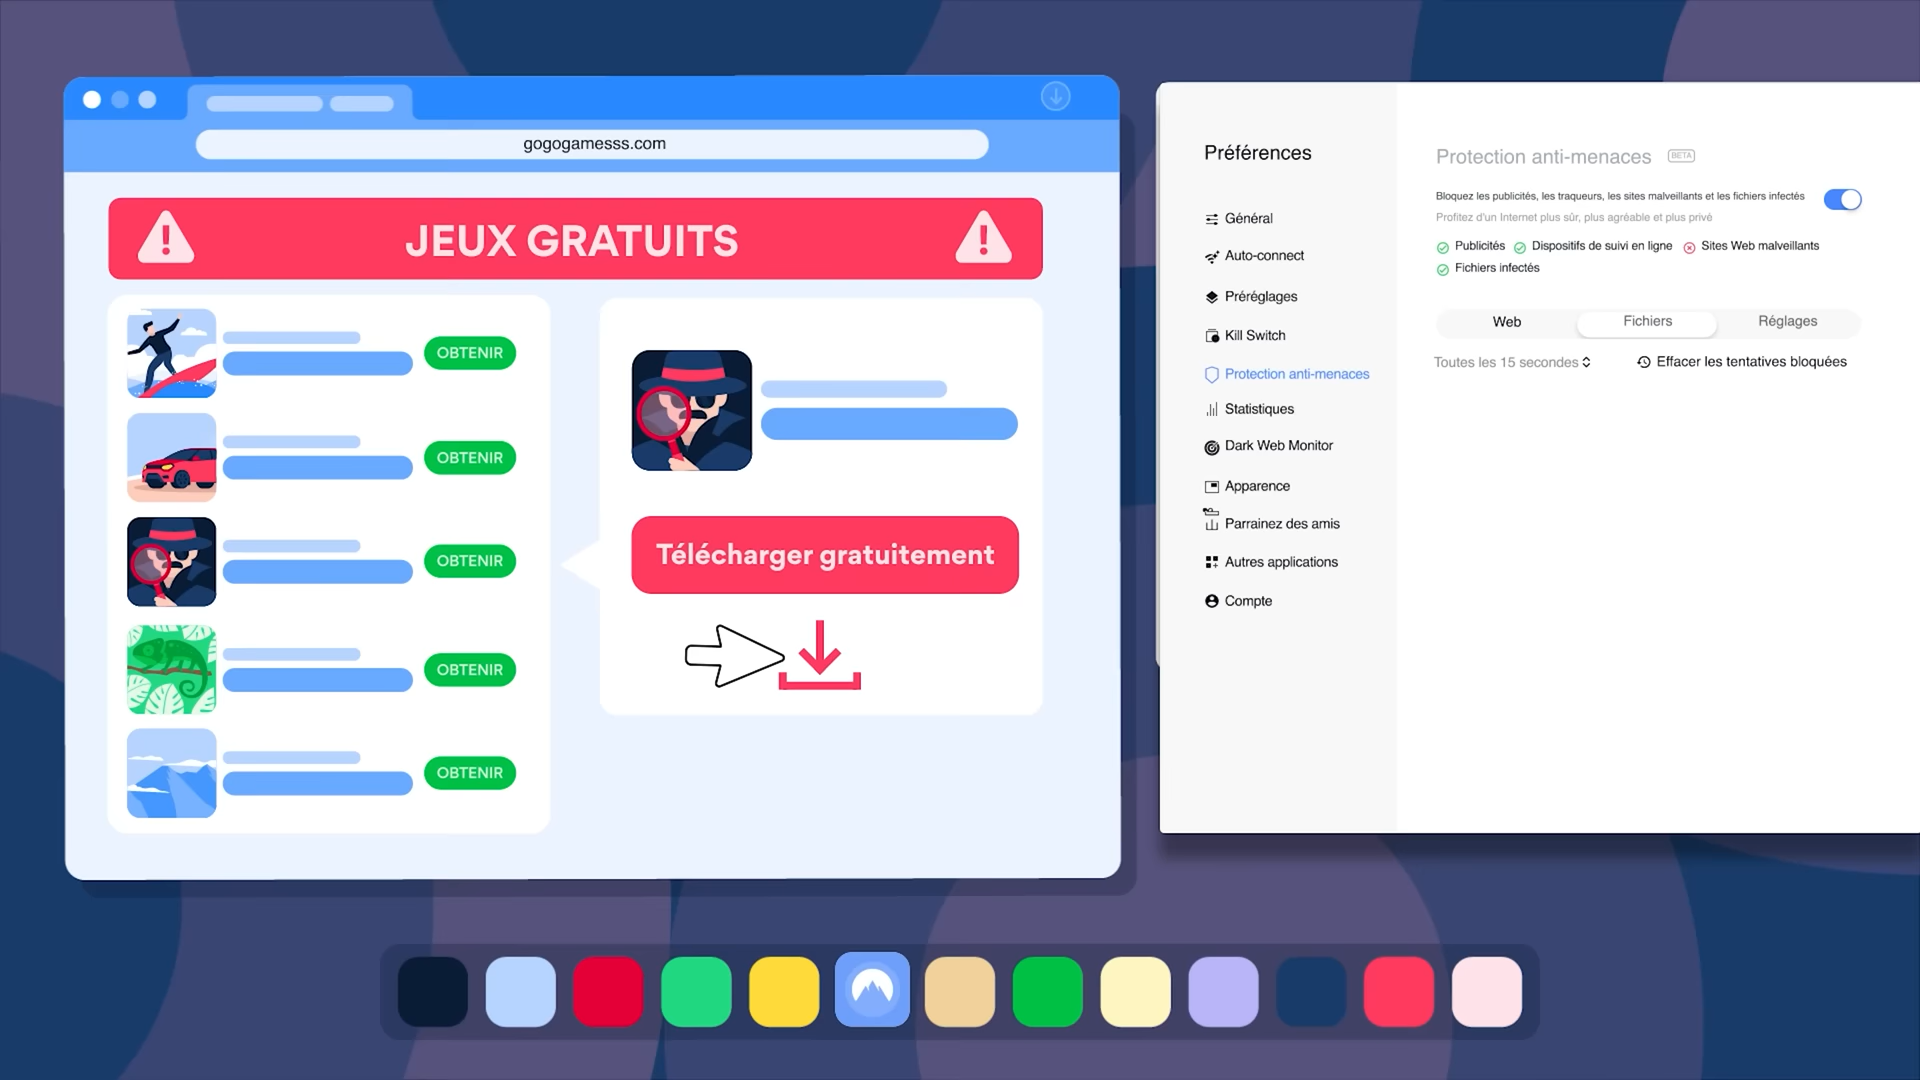 gogogamesss.com
JEUX GRATUITS
OBTENIR
OBTENIR
OBTENIR
OBTENIR
OBTENIR
Télécharger gratuitement
Préférences
Général
Auto-connect
Préréglages
Kill Switch
Protection anti-menaces
Statistiques
Dark Web Monitor
Apparence
Parrainez des amis
Autres applications
Compte
Protection anti-menaces BETA
Bloquez les publicités, les traqueurs, les sites malveillants et les fichiers infectés
Profitez d'un Internet plus sûr, plus agréable et plus privé
Publicités Dispositifs de suivi en ligne Sites Web malveillants
Fichiers infectés
Web Fichiers Réglages
Toutes les 15 secondes Effacer les tentatives bloquées